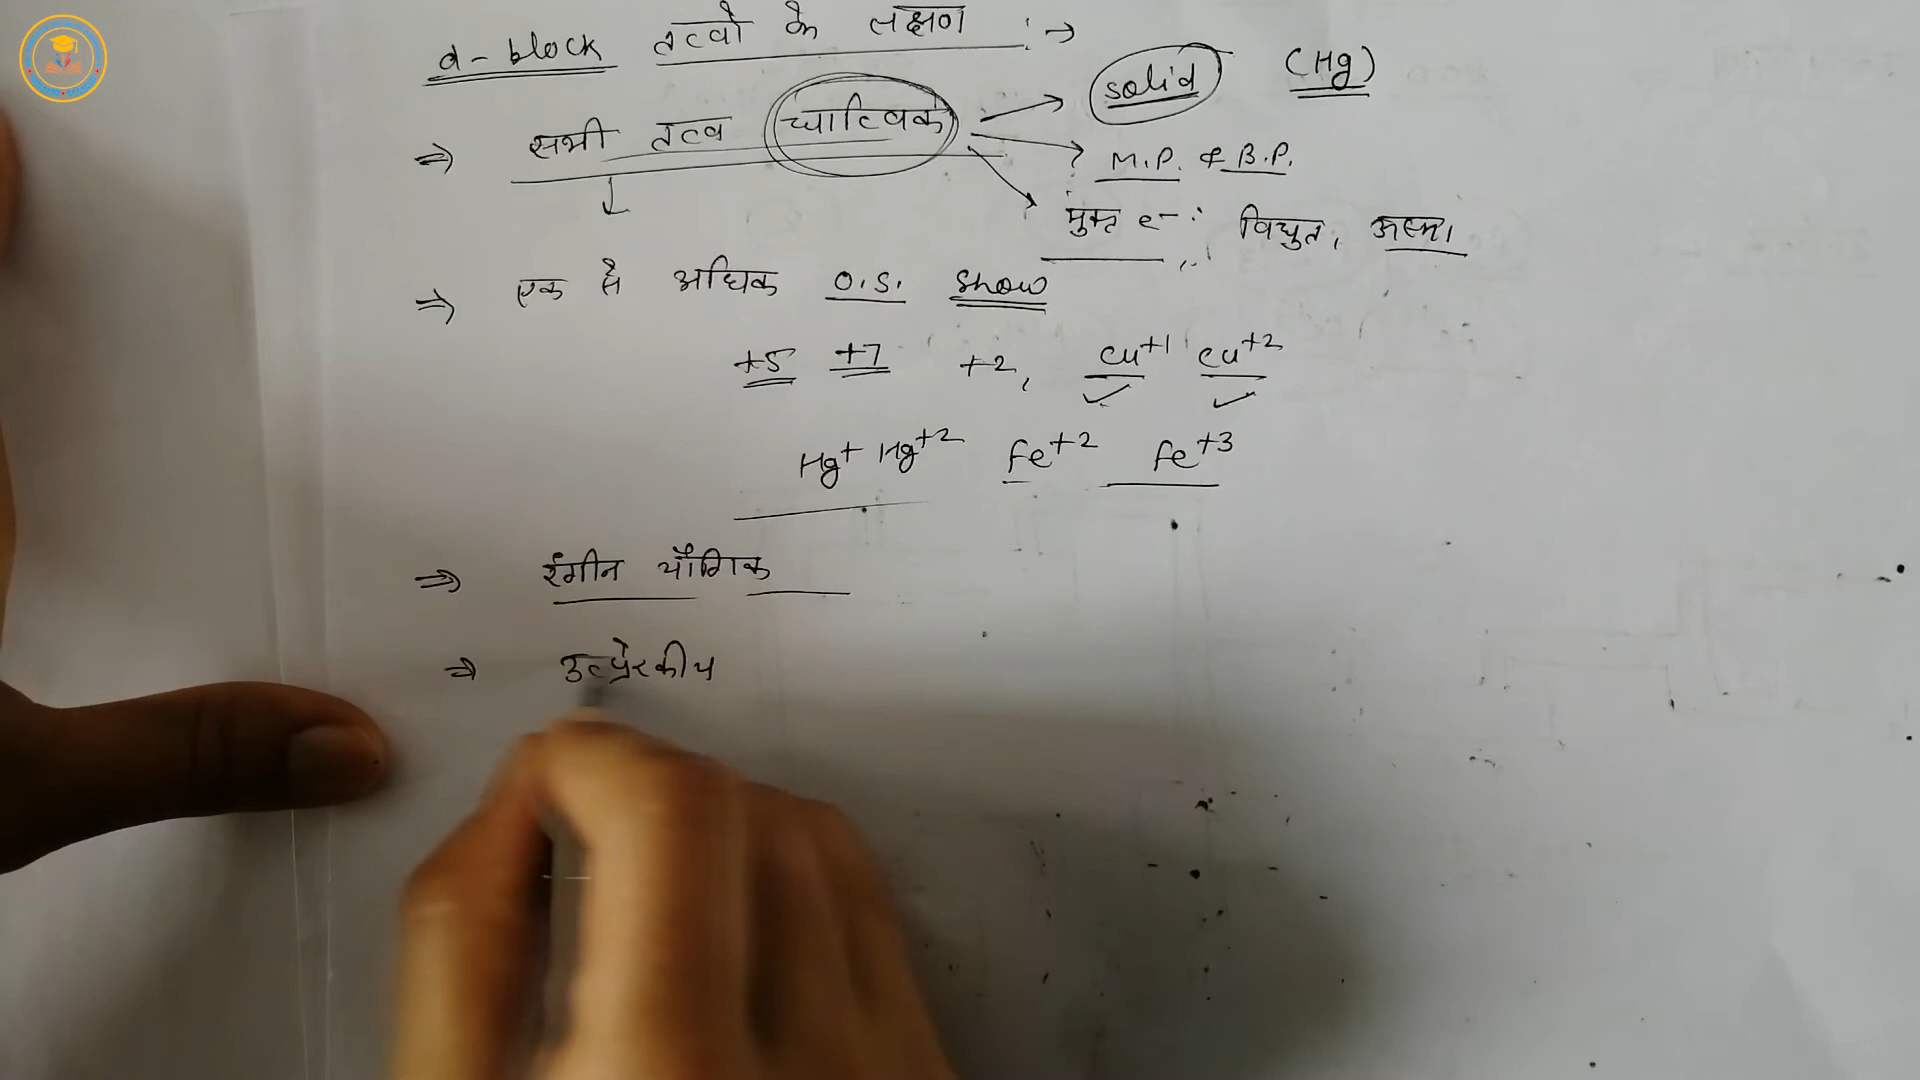 d-block तत्वो के लक्षण :→
⇒ सभी तत्व धात्विक → solid (Hg)
→ M.P. & B.P.
→ मुक्त e- : विद्युत, ऊष्मा
⇒ एक से अधिक O.S. show
+5 +7 +2, Cu+1 Cu+2
Hg+ Hg+2 Fe+2 Fe+3
⇒ रंगीन यौगिक
⇒ उत्प्रेरकीय